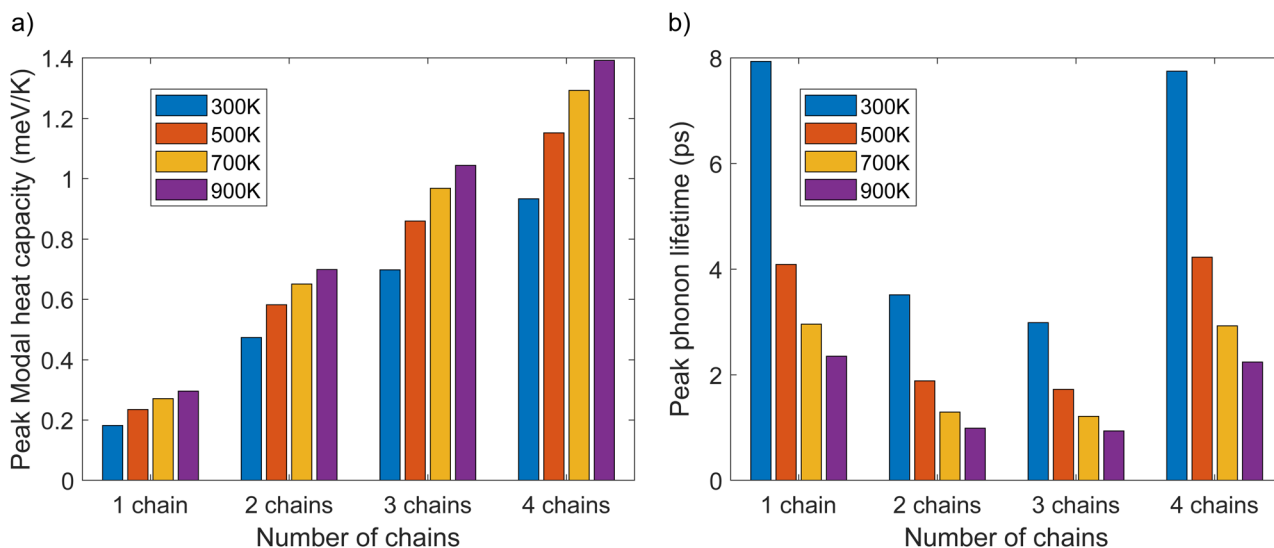 a)
Peak Modal heat capacity (meV/K)
1.4
1.2
1
0.8
0.6
0.4
0.2
0
300K
500K
700K
900K
1 chain
2 chains
3 chains
4 chains
Number of chains
b)
Peak phonon lifetime (ps)
8
6
4
2
0
300K
500K
700K
900K
1 chain
2 chains
3 chains
4 chains
Number of chains